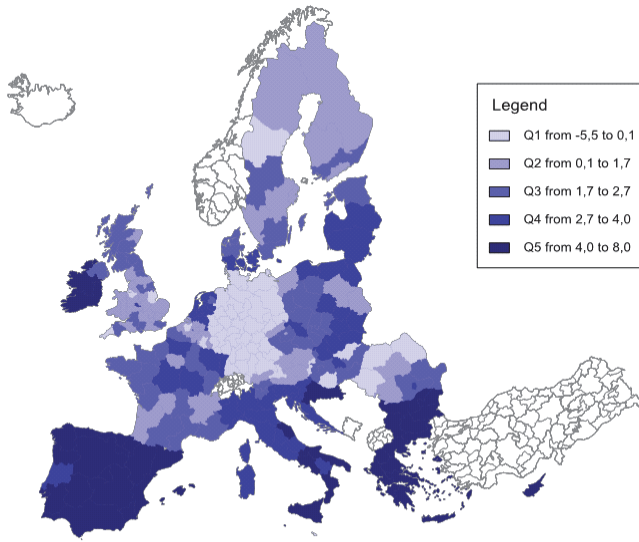 Legend
Q1 from -5,5 to 0,1
Q2 from 0,1 to 1,7
Q3 from 1,7 to 2,7
Q4 from 2,7 to 4,0
Q5 from 4,0 to 8,0